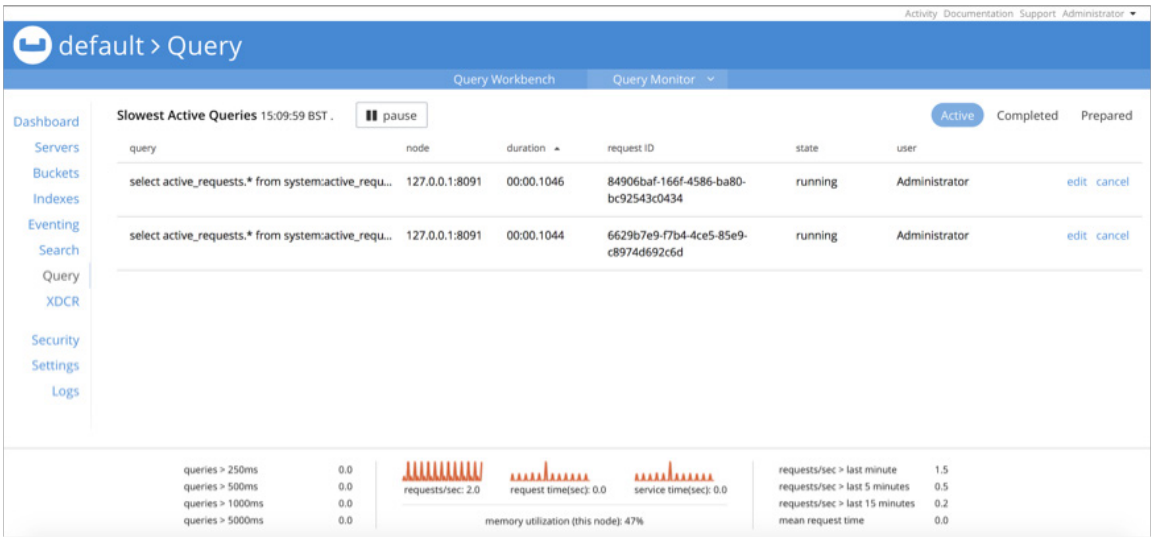 Activity Documentation Support Administrator
default > Query
Query Workbench Query Monitor
Dashboard
Servers
Buckets
Indexes
Eventing
Search
Query
XDCR
Security
Settings
Logs
Slowest Active Queries 15:09:59 BST . pause Active Completed Prepared
query node duration request ID state user
select active_requests.* from system:active_requ... 127.0.0.1:8091 00:00.1046 84906baf-166f-4586-ba80- running Administrator edit cancel
bc92543c0434
select active_requests.* from system:active_requ... 127.0.0.1:8091 00:00.1044 6629b7e9-f7b4-4ce5-85e9- running Administrator edit cancel
c8974d692c6d
queries > 250ms 0.0
queries > 500ms 0.0
queries > 1000ms 0.0
queries > 5000ms 0.0
requests/sec: 2.0 request time(sec): 0.0 service time(sec): 0.0
memory utilization (this node): 47%
requests/sec > last minute 1.5
requests/sec > last 5 minutes 0.5
requests/sec > last 15 minutes 0.2
mean request time 0.0